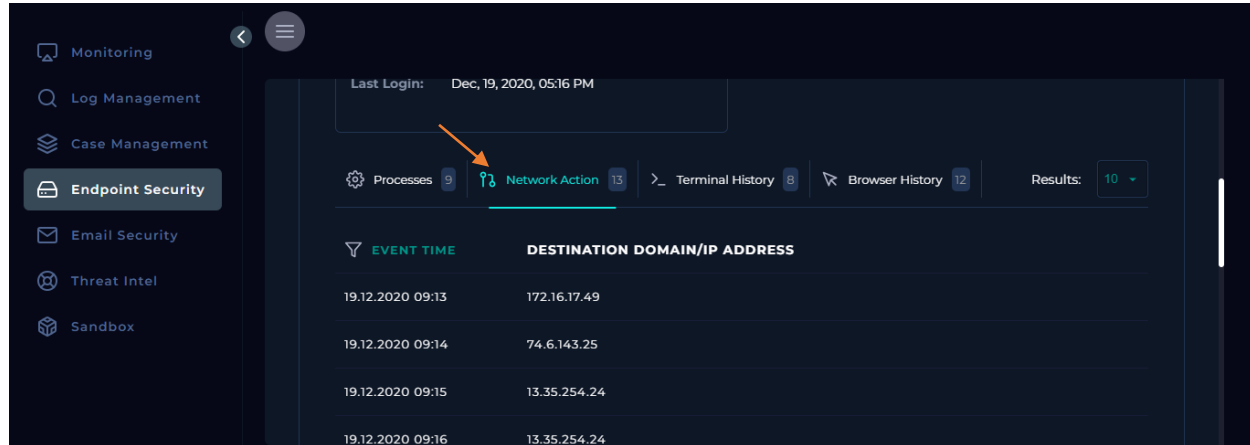 Monitoring
Log Management
Case Management
Endpoint Security
Email Security
Threat Intel
Sandbox
Last Login: Dec, 19, 2020, 05:16 PM
Processes 9 Network Action 13 >_ Terminal History 8 Browser History 12 Results: 10
EVENT TIME DESTINATION DOMAIN/IP ADDRESS
19.12.2020 09:13 172.16.17.49
19.12.2020 09:14 74.6.143.25
19.12.2020 09:15 13.35.254.24
19.12.2020 09:16 13.35.254.24